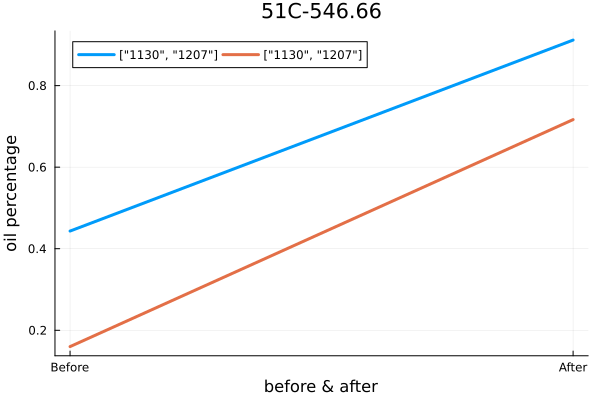 51C-546.66
["1130", "1207"] ["1130", "1207"]
oil percentage
0.8
0.6
0.4
0.2
Before After
before & after